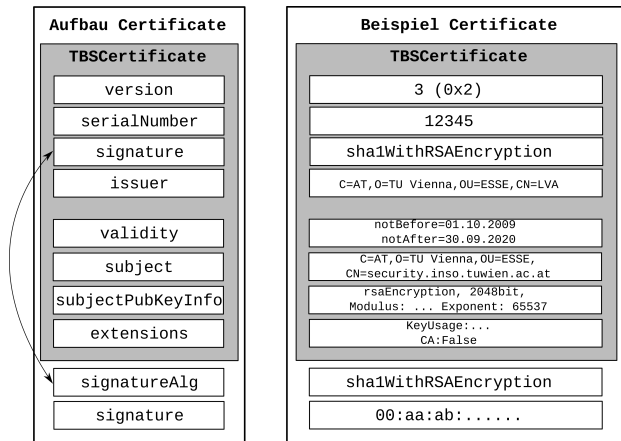 Aufbau Certificate
TBSCertificate
version
serialNumber
signature
issuer
validity
subject
subjectPubKeyInfo
extensions
signatureAlg
signature
Beispiel Certificate
TBSCertificate
3 (0x2)
12345
sha1WithRSAEncryption
C=AT,O=TU Vienna,OU=ESSE,CN=LVA
notBefore=01.10.2009
notAfter=30.09.2020
C=AT,O=TU Vienna,OU=ESSE,
CN=security.inso.tuwien.ac.at
rsaEncryption, 2048bit,
Modulus: ... Exponent: 65537
KeyUsage:...
CA:False
sha1WithRSAEncryption
00:aa:ab:......